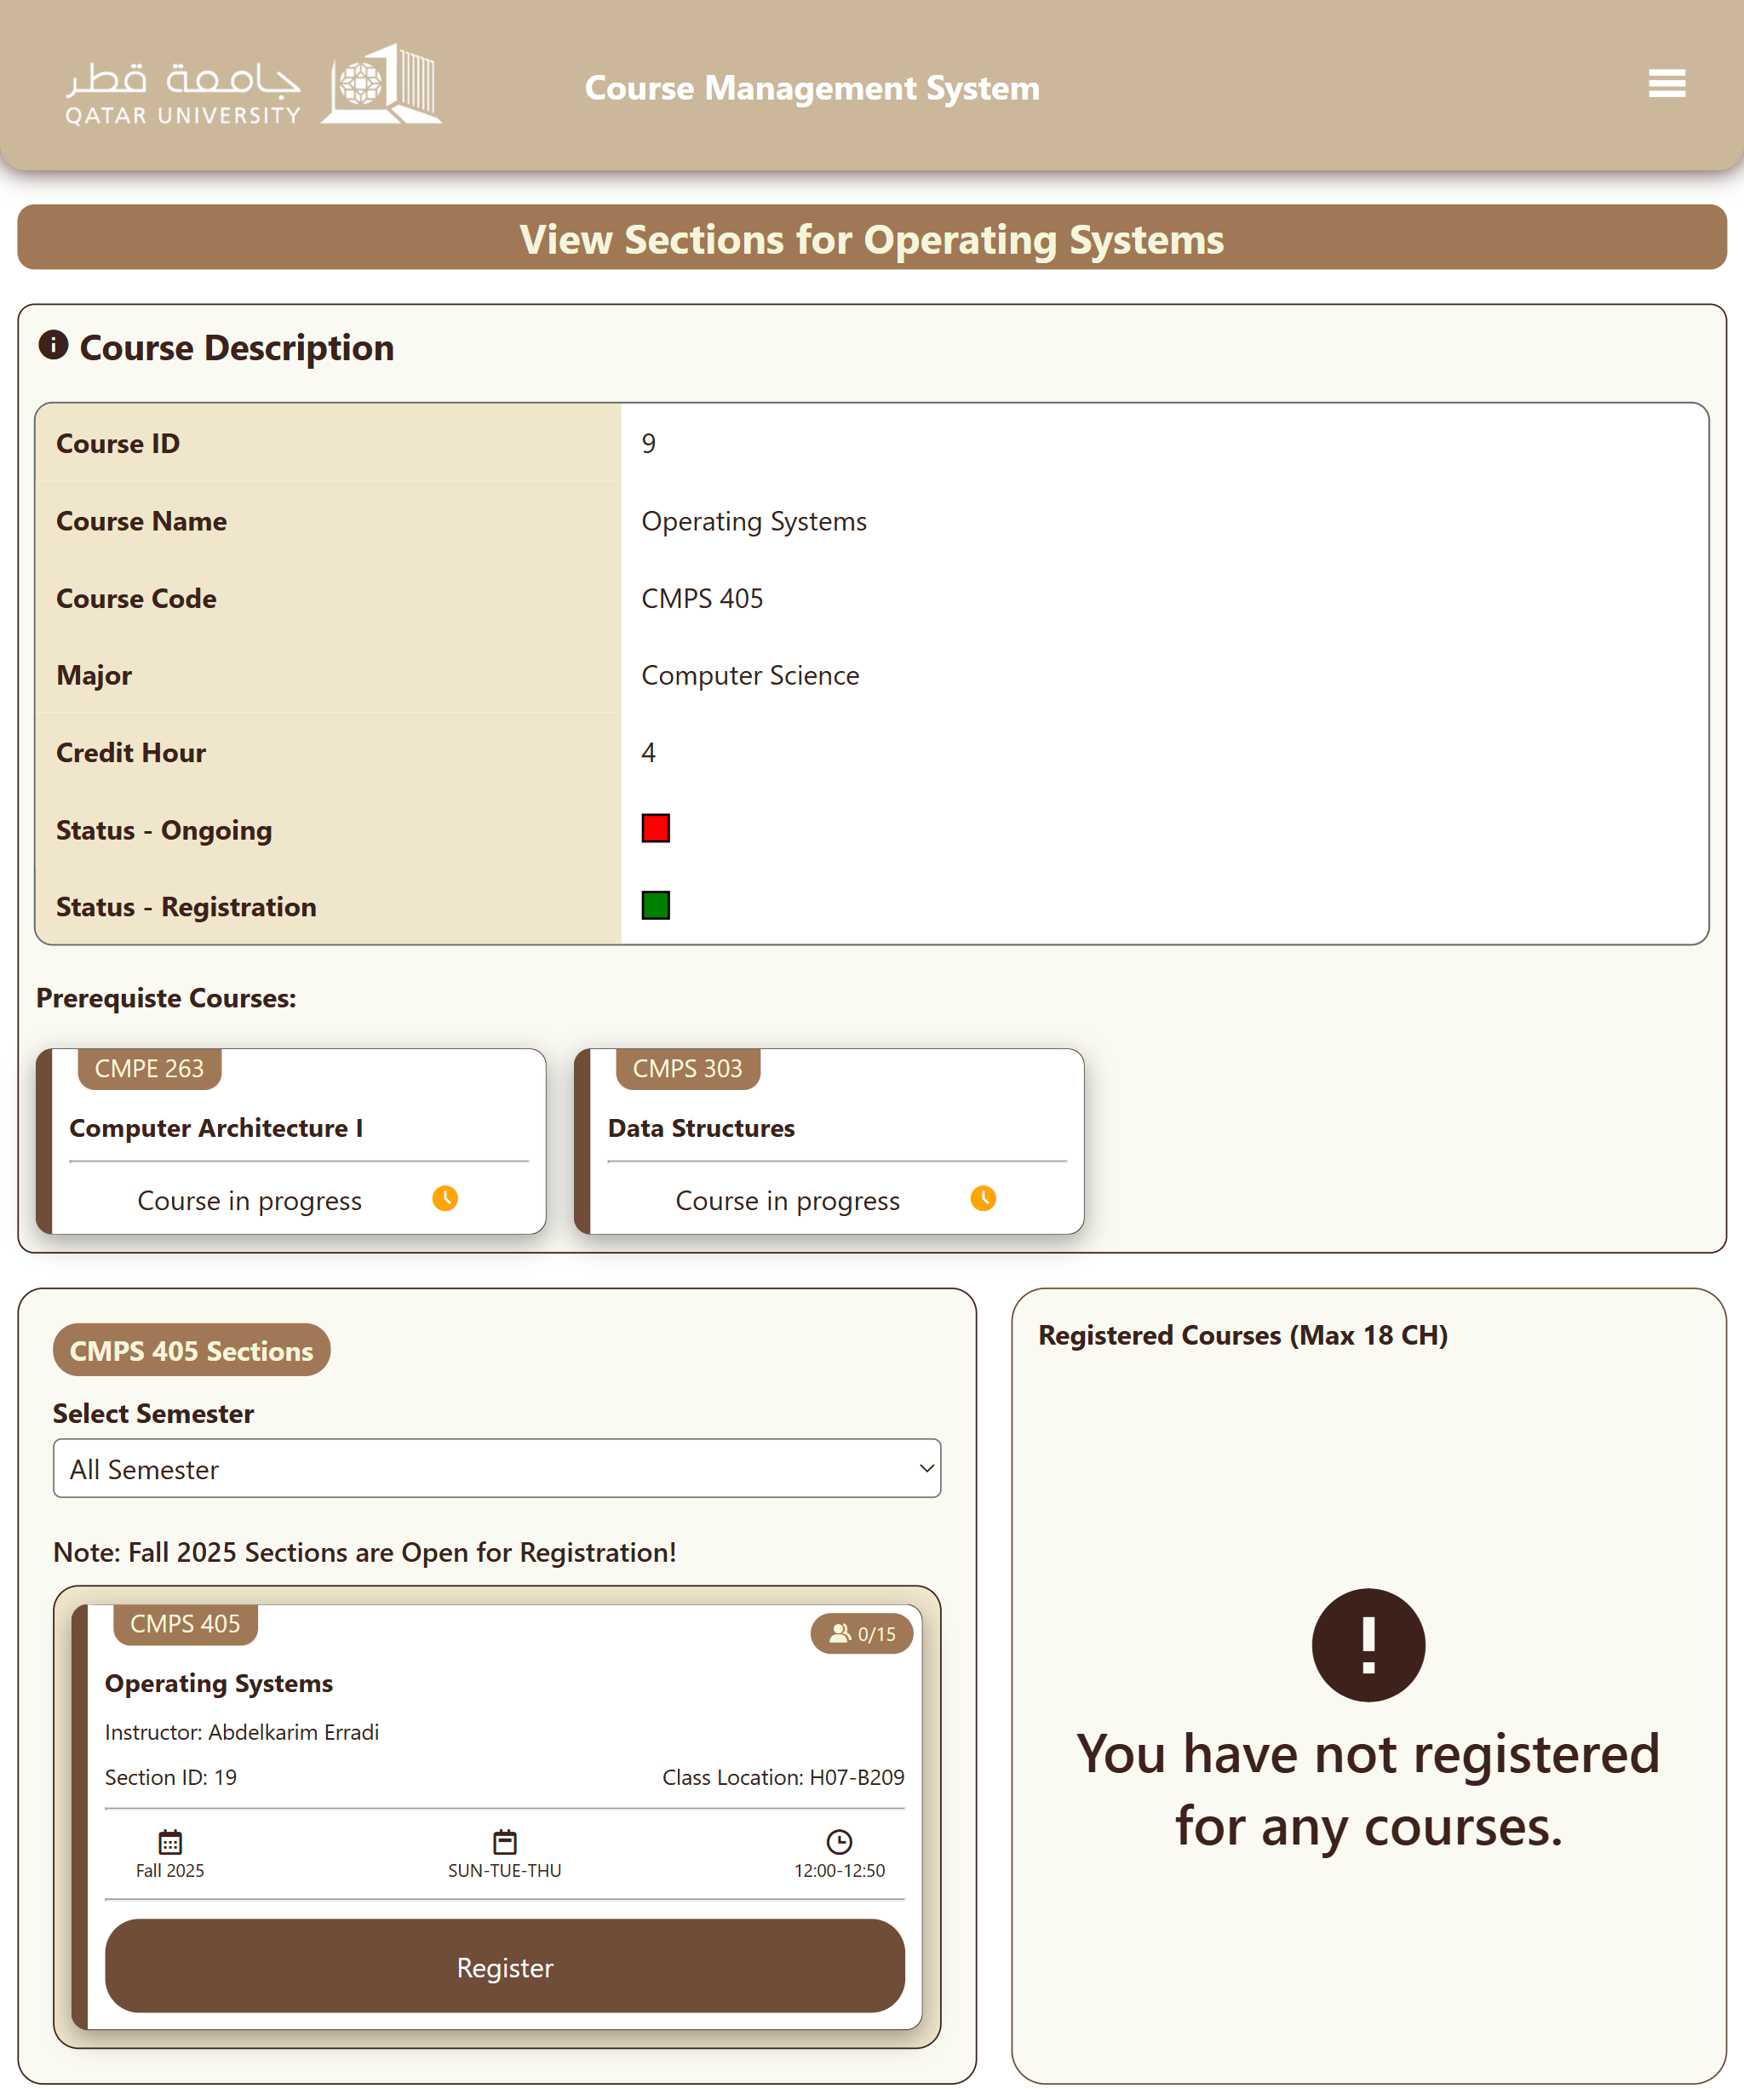 جامعة قطر
QATAR UNIVERSITY
Course Management System
View Sections for Operating Systems
Course Description
Course ID 9
Course Name Operating Systems
Course Code CMPS 405
Major Computer Science
Credit Hour 4
Status - Ongoing
Status - Registration
Prerequiste Courses:
CMPE 263
Computer Architecture I
Course in progress
CMPS 303
Data Structures
Course in progress
CMPS 405 Sections
Select Semester
All Semester
Note: Fall 2025 Sections are Open for Registration!
CMPS 405
0/15
Operating Systems
Instructor: Abdelkarim Erradi
Section ID: 19 Class Location: H07-B209
Fall 2025 SUN-TUE-THU 12:00-12:50
Register
Registered Courses (Max 18 CH)
You have not registered
for any courses.